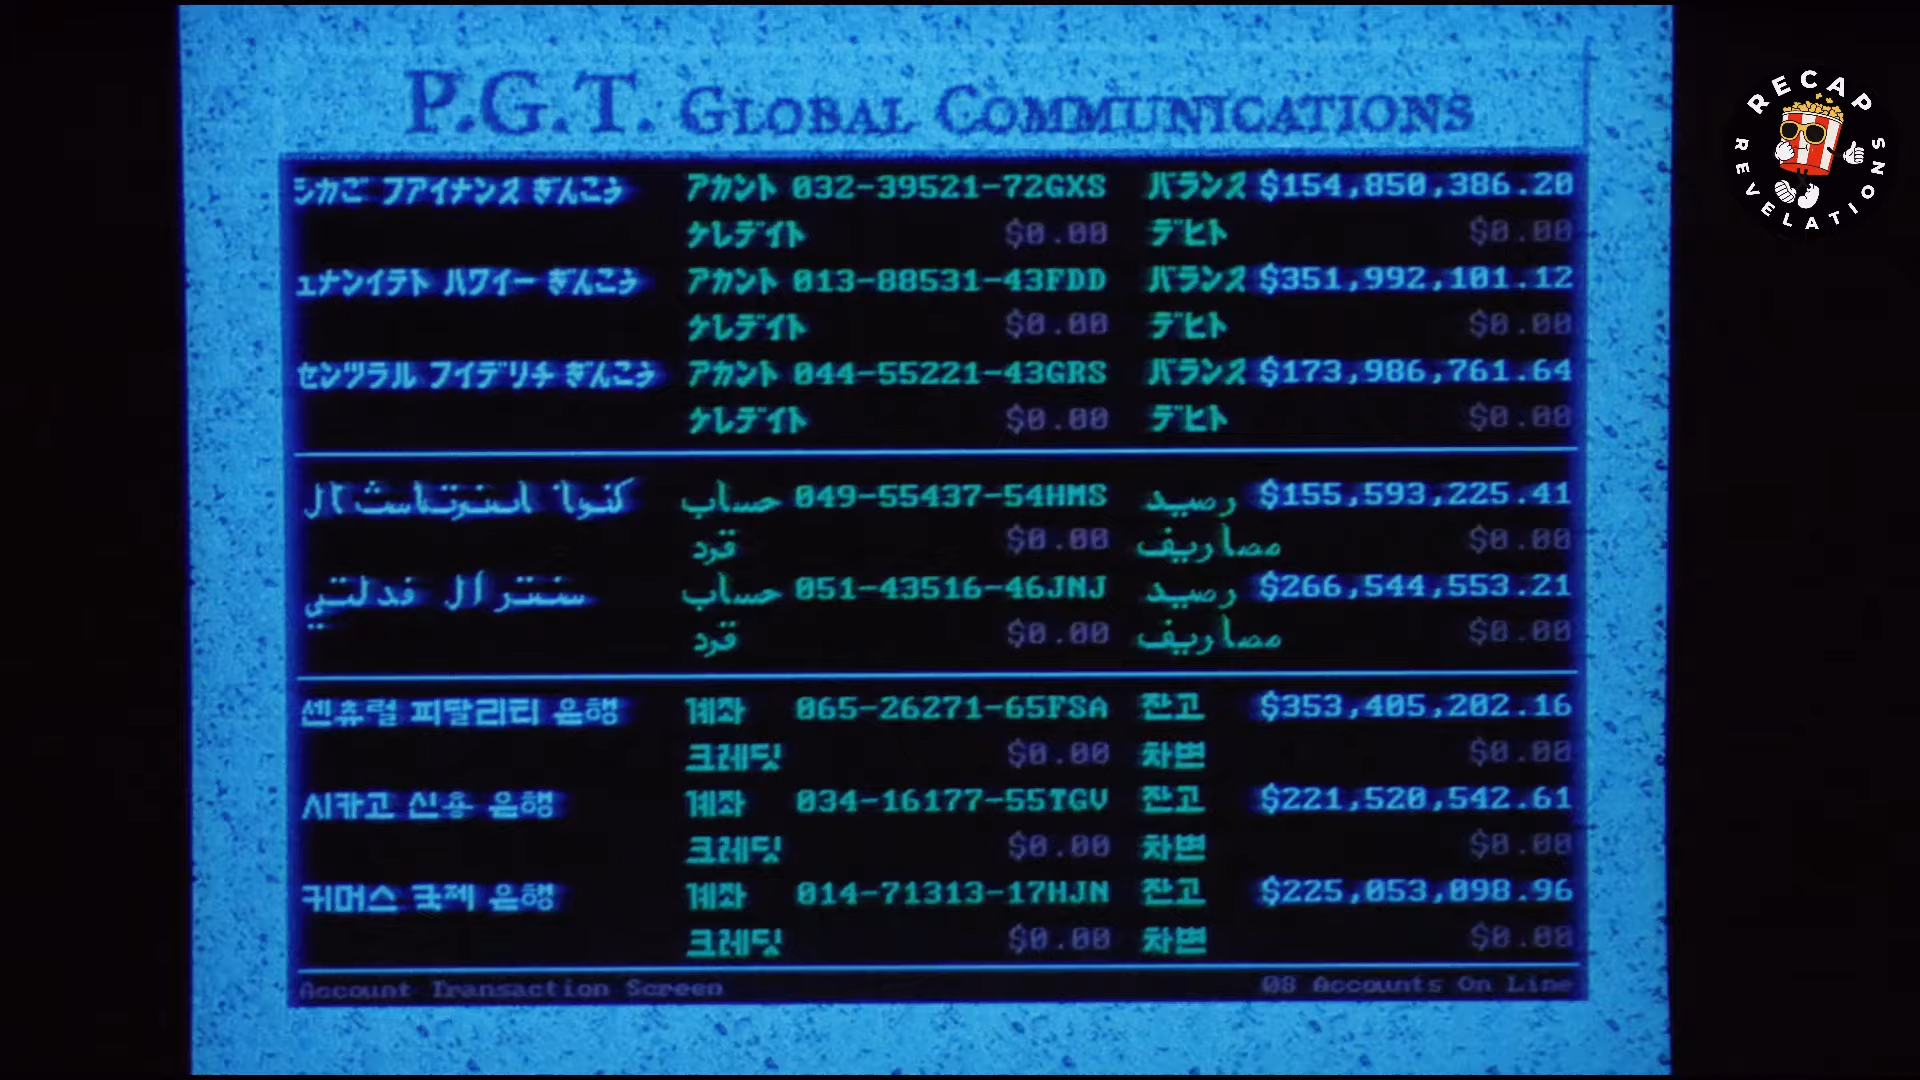 P.G.T. GLOBAL COMMUNICATIONS
RECAP REVELATIONS
シカご フアイナンス ぎんこう アカント 032-39521-72GXS バランス $154,850,386.20
ケレデイト $0.00 デヒト $0.00
ユナンイテト ハワイー ぎんこう アカント 013-88531-43FDD バランス $351,992,101.12
ケレデイト $0.00 デヒト $0.00
センツラル フイデリチ ぎんこう アカント 044-55221-43GRS バランス $173,986,761.64
ケレデイト $0.00 デヒト $0.00
حساب 049-55437-54HMS رصيد $155,593,225.41
قرد $0.00 مصاريف $0.00
سنترال فدلتي حساب 051-43516-46JNJ رصيد $266,544,553.21
قرد $0.00 مصاريف $0.00
센츄럴 피달리티 은행 계좌 065-26271-65FSA 잔고 $353,405,202.16
크레딧 $0.00 차변 $0.00
시카고 신용 은행 계좌 034-16177-55TGV 잔고 $221,520,542.61
크레딧 $0.00 차변 $0.00
커머스 국제 은행 계좌 014-71313-17HJN 잔고 $225,053,098.96
크레딧 $0.00 차변 $0.00
Account Transaction Screen 08 Accounts On Line